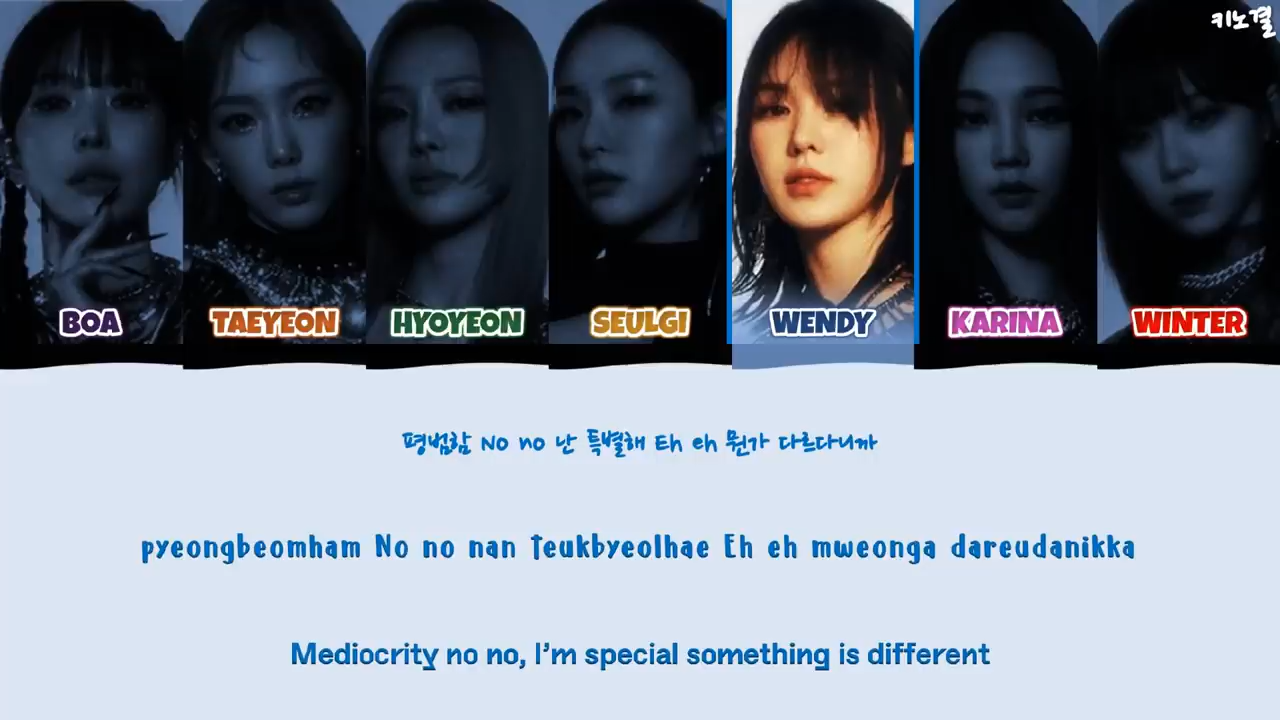 키노결
BOA
TAEYEON
HYOYEON
SEULGI
WENDY
KARINA
WINTER
평범함 No no 난 특별해 Eh eh 뭔가 다르다니까
pyeongbeomham No no nan teukbyeolhae Eh eh mweonga dareudanikka
Mediocrity no no, I'm special something is different